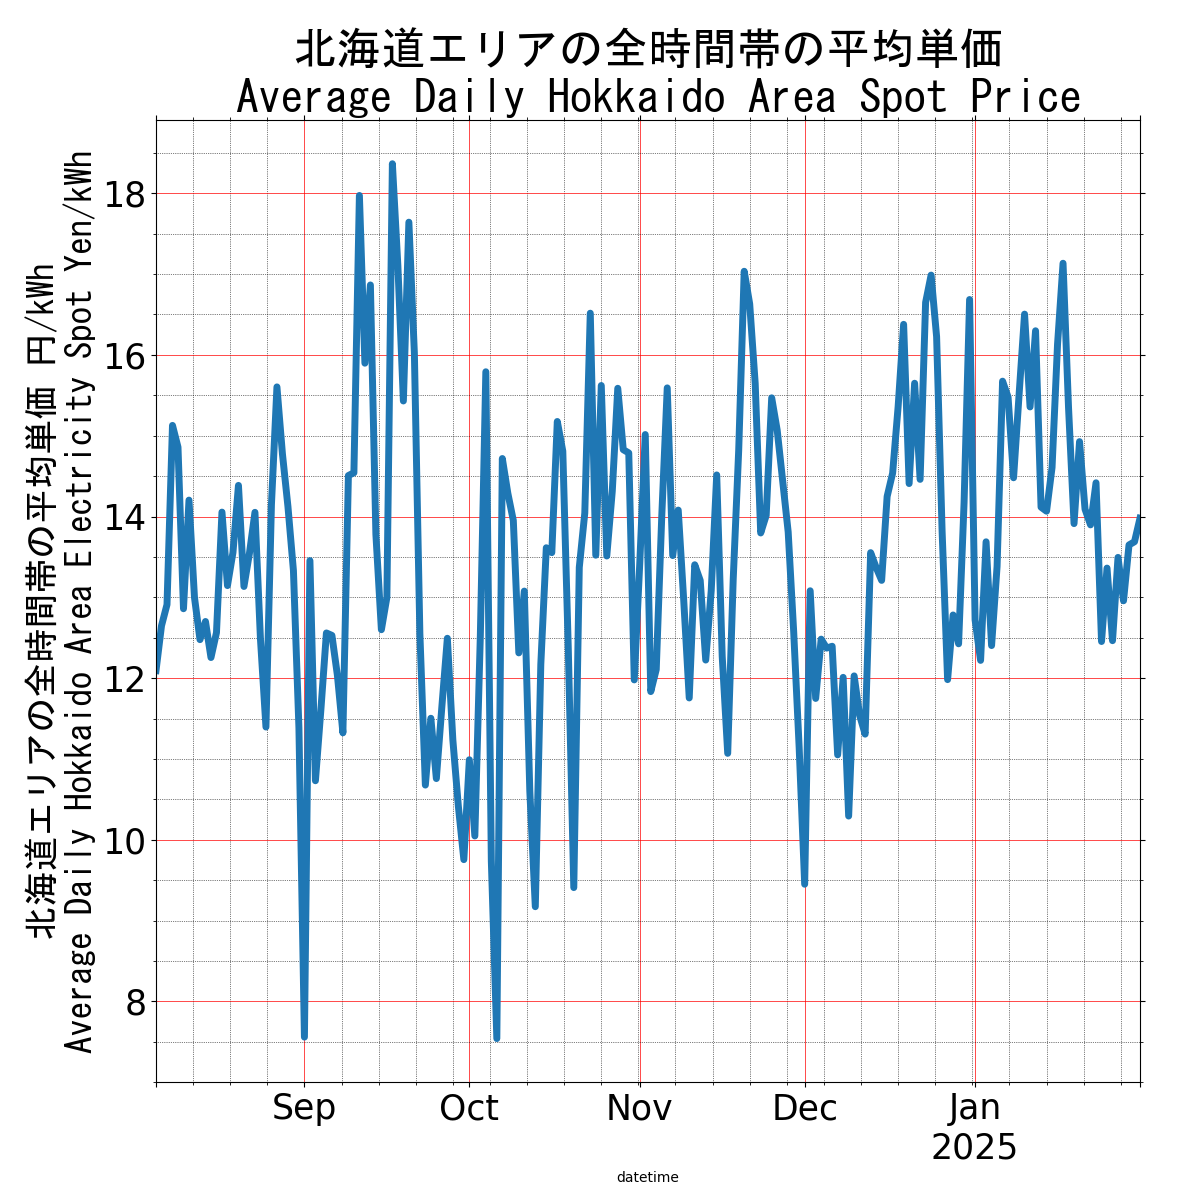 北海道エリアの全時間帯の平均単価
Average Daily Hokkaido Area Spot Price
北海道エリアの全時間帯の平均単価 円/kWh
Average Daily Hokkaido Area Electricity Spot Yen/kWh
18
16
14
12
10
8
Sep Oct Nov Dec Jan
2025
datetime